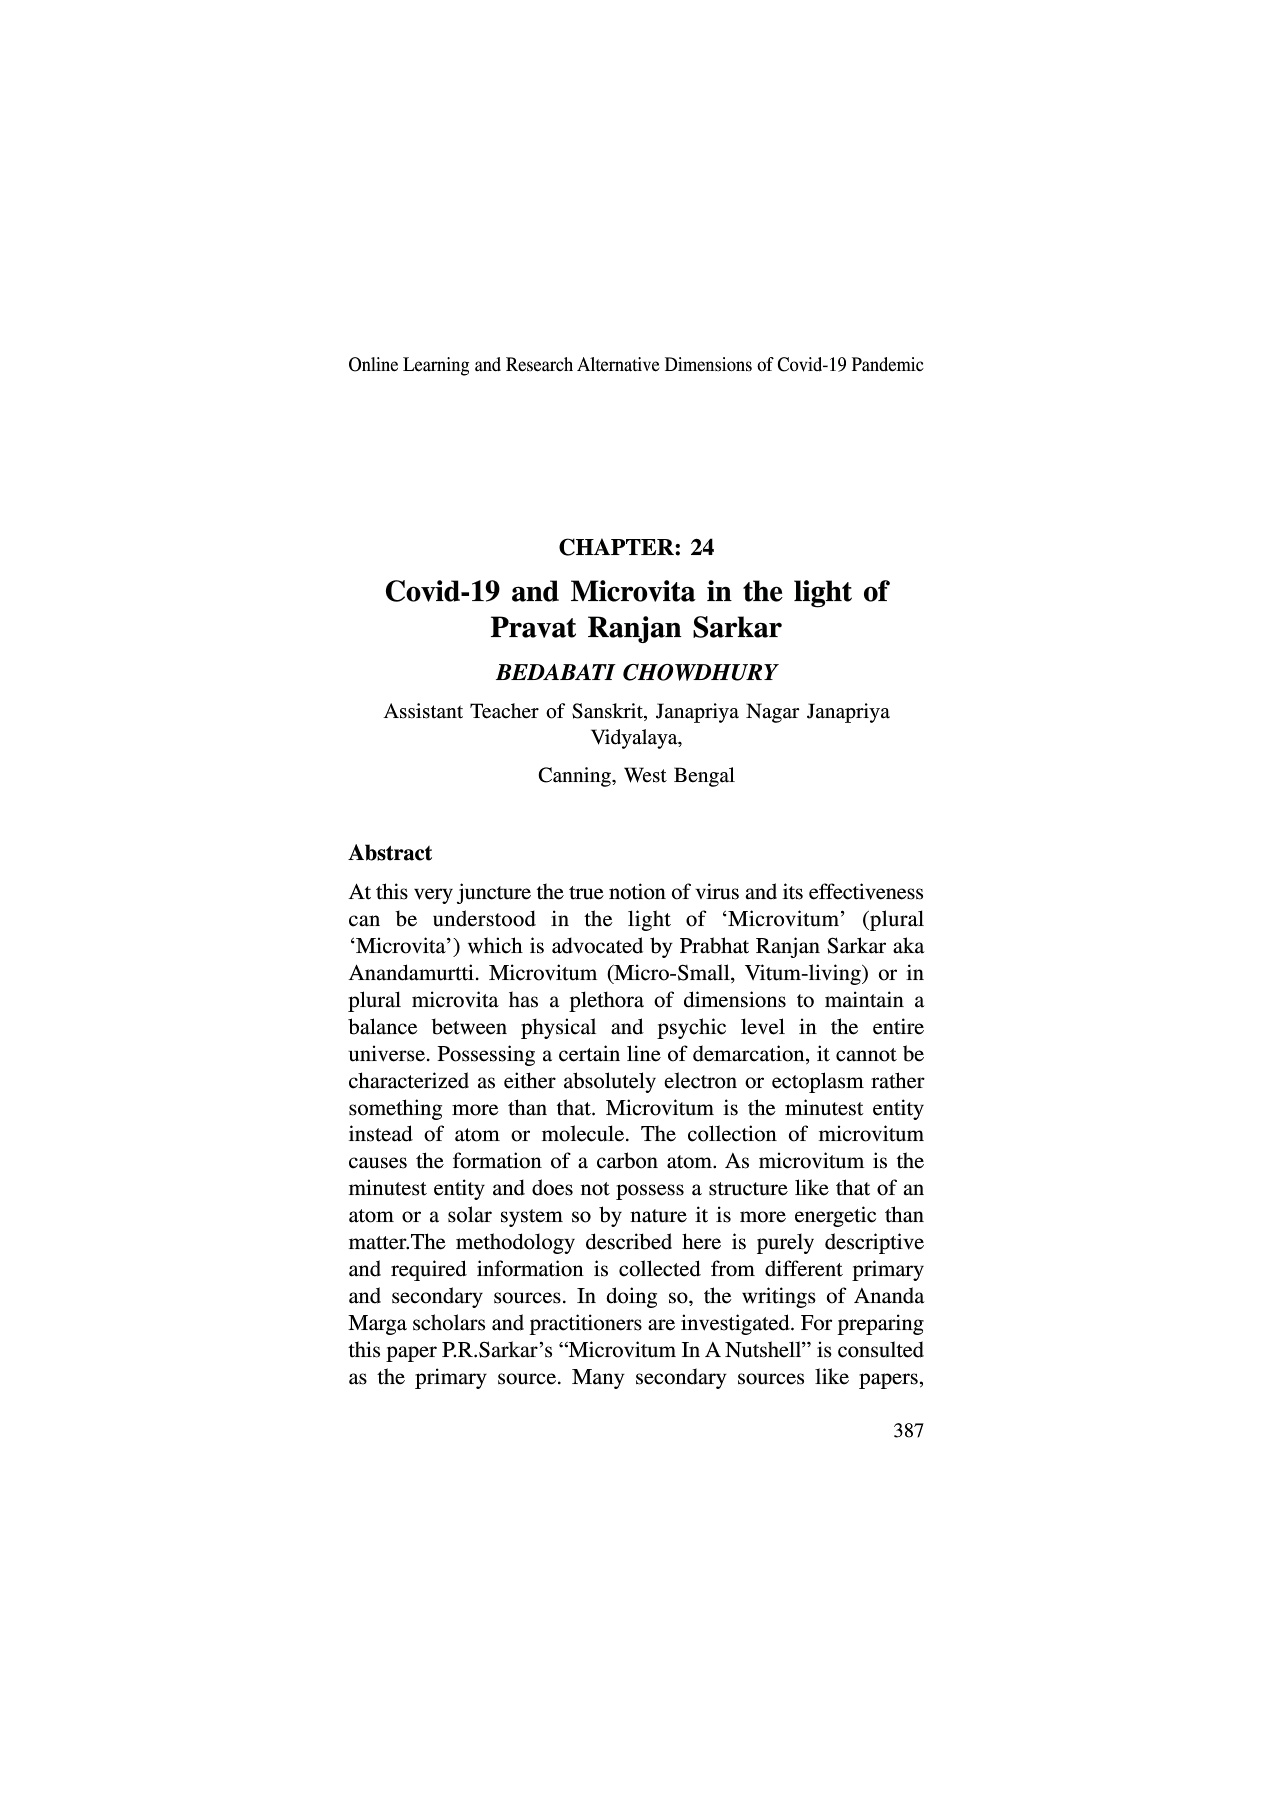 Online Learning and Research Alternative Dimensions of Covid-19 Pandemic
CHAPTER: 24
Covid-19 and Microvita in the light of
Pravat Ranjan Sarkar
BEDABATI CHOWDHURY
Assistant Teacher of Sanskrit, Janapriya Nagar Janapriya
Vidyalaya,
Canning, West Bengal
Abstract
At this very juncture the true notion of virus and its effectiveness
can be understood in the light of ‘Microvitum’ (plural
‘Microvita’) which is advocated by Prabhat Ranjan Sarkar aka
Anandamurtti. Microvitum (Micro-Small, Vitum-living) or in
plural microvita has a plethora of dimensions to maintain a
balance between physical and psychic level in the entire
universe. Possessing a certain line of demarcation, it cannot be
characterized as either absolutely electron or ectoplasm rather
something more than that. Microvitum is the minutest entity
instead of atom or molecule. The collection of microvitum
causes the formation of a carbon atom. As microvitum is the
minutest entity and does not possess a structure like that of an
atom or a solar system so by nature it is more energetic than
matter.The methodology described here is purely descriptive
and required information is collected from different primary
and secondary sources. In doing so, the writings of Ananda
Marga scholars and practitioners are investigated. For preparing
this paper P.R.Sarkar’s “Microvitum In A Nutshell” is consulted
as the primary source. Many secondary sources like papers,
387